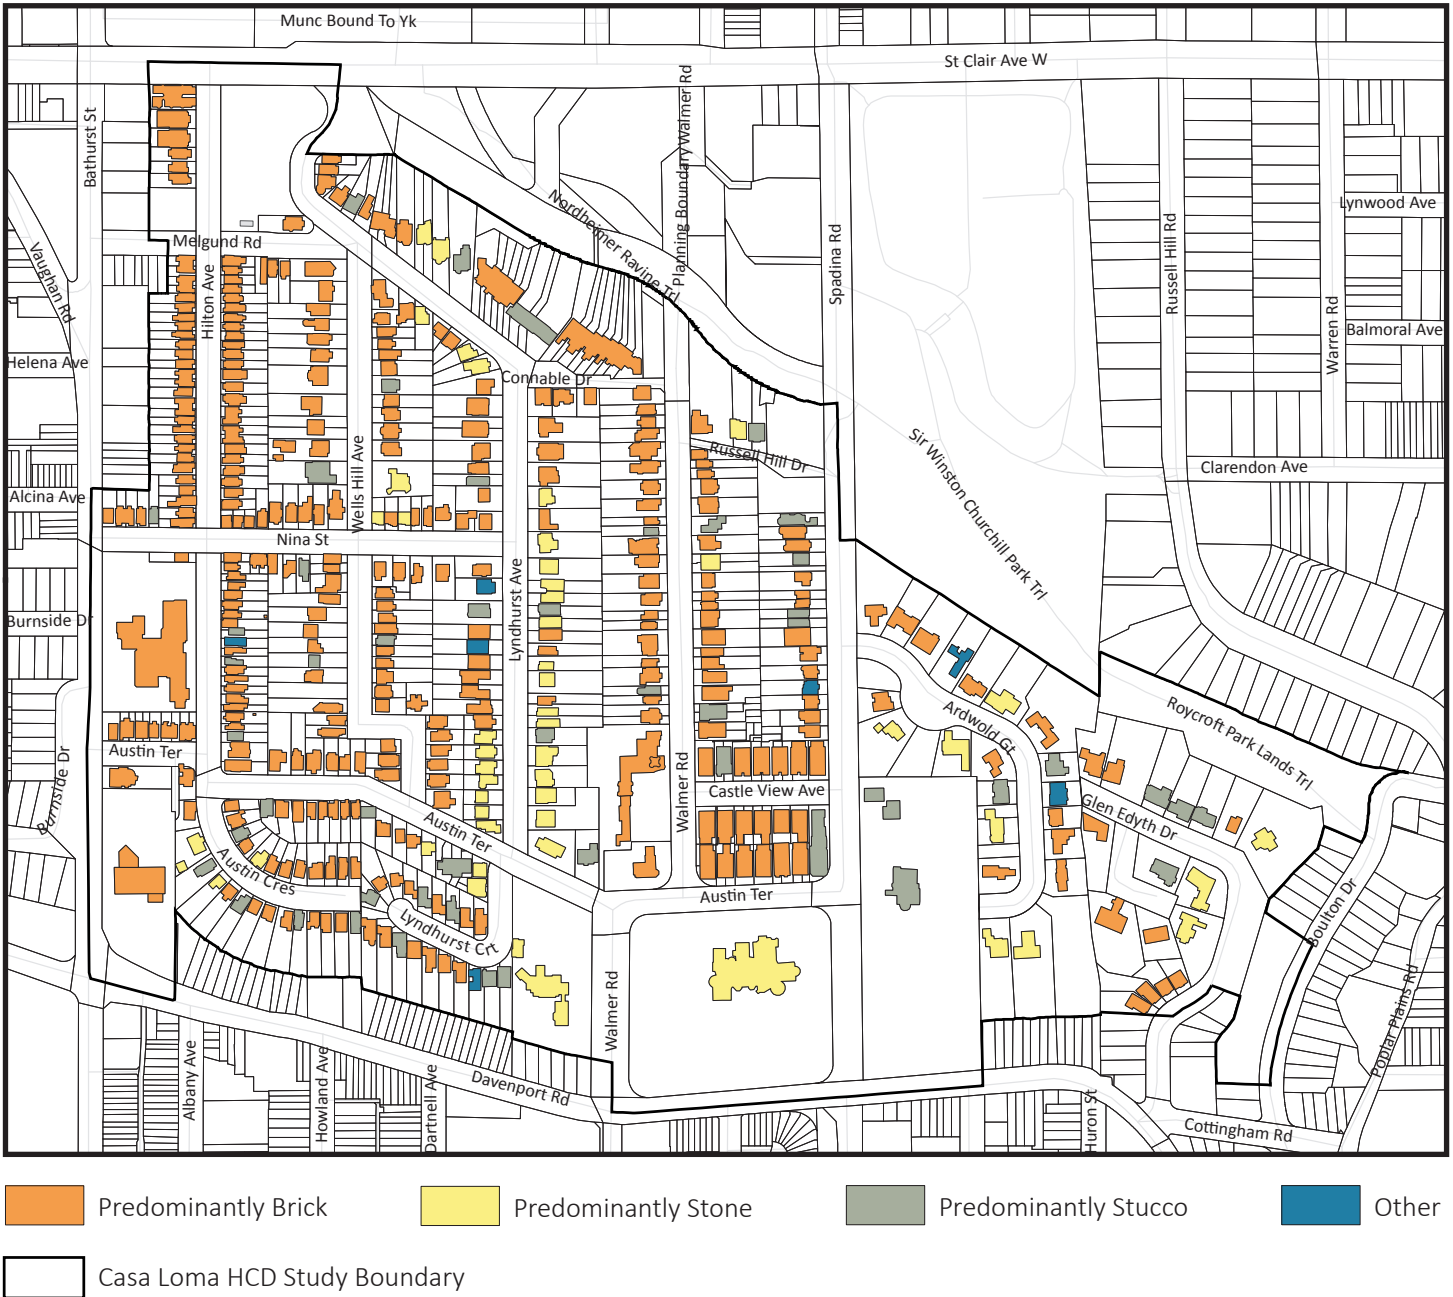 Munc Bound To Yk
St Clair Ave W
Bathurst St
Planning Boundary
Walmer Rd
Spadina Rd
Russell Hill Rd
Warren Rd
Lynwood Ave
Nordheimer Ravine Trl
Melgund Rd
Vaughan Rd
Hilton Ave
Balmoral Ave
Helena Ave
Connable Dr
Russell Hill Dr
Sir Winston Churchill Park Trl
Clarendon Ave
Alcina Ave
Wells Hill Ave
Nina St
Lyndhurst Ave
Burnside Dr
Ardwold Gt
Roycroft Park Lands Trl
Austin Ter
Burnside Dr
Walmer Rd
Castle View Ave
Glen Edyth Dr
Austin Ter
Austin Cres
Austin Ter
Lyndhurst Crt
Boulton Dr
Walmer Rd
Poplar Plains Rd
Albany Ave
Howland Ave
Dartnell Ave
Davenport Rd
Huron St
Cottingham Rd
Predominantly Brick
Predominantly Stone
Predominantly Stucco
Other
Casa Loma HCD Study Boundary